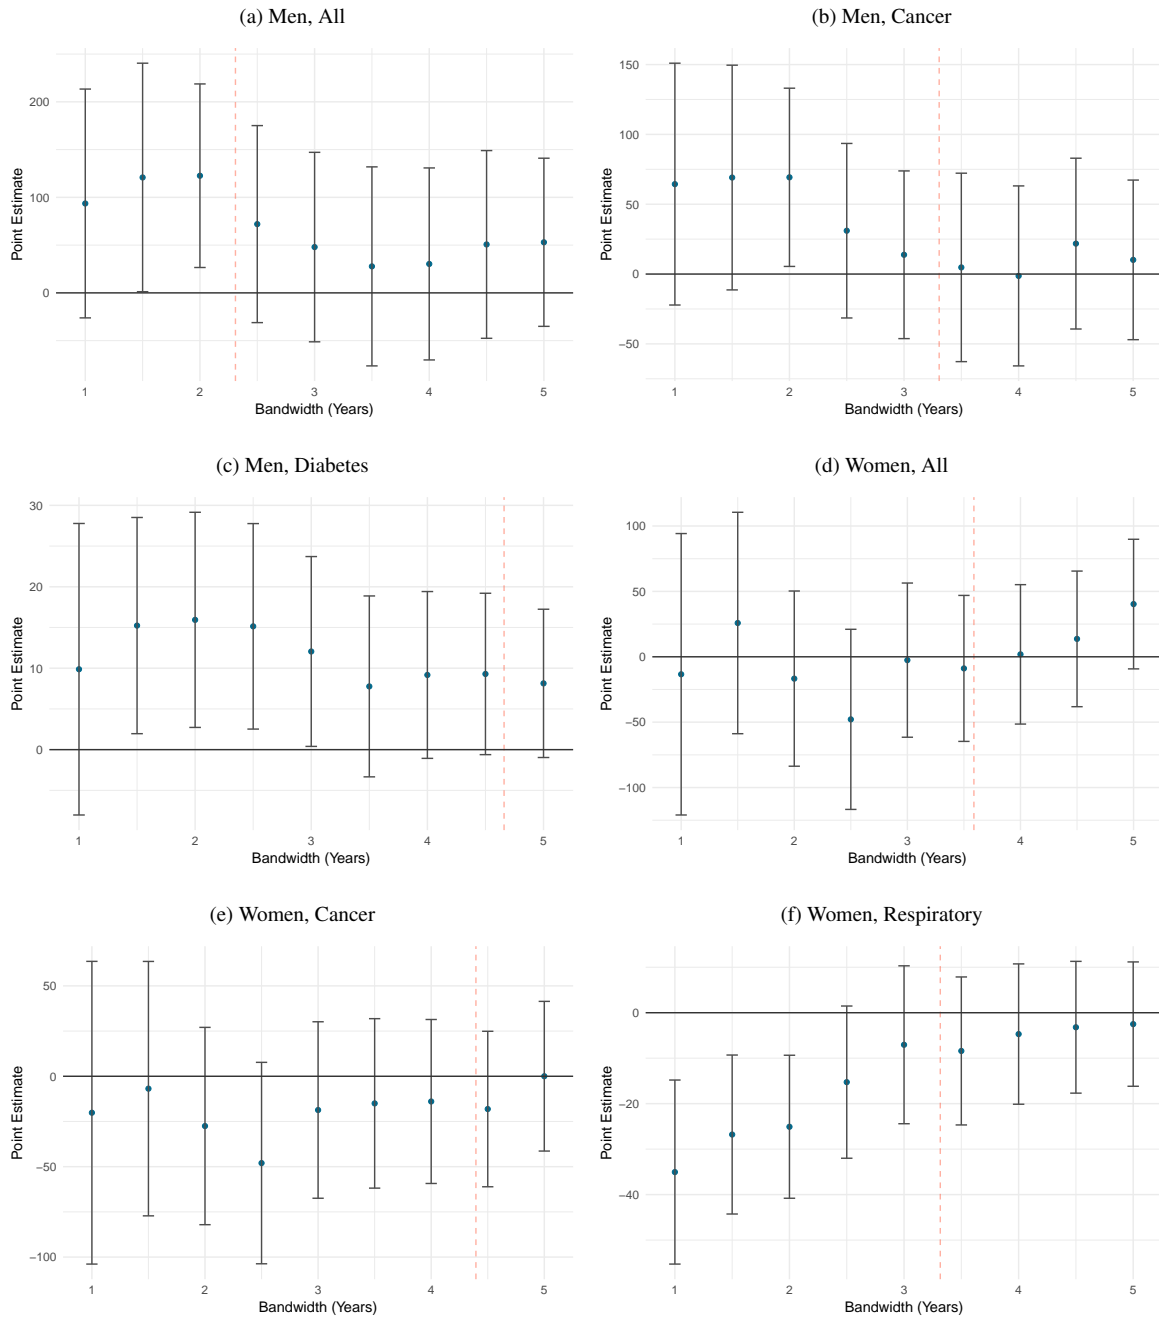 (a) Men, All
Point Estimate
200
100
0
1 2 3 4 5
Bandwidth (Years)
(b) Men, Cancer
Point Estimate
150
100
50
0
−50
1 2 3 4 5
Bandwidth (Years)
(c) Men, Diabetes
Point Estimate
30
20
10
0
1 2 3 4 5
Bandwidth (Years)
(d) Women, All
Point Estimate
100
50
0
−50
−100
1 2 3 4 5
Bandwidth (Years)
(e) Women, Cancer
Point Estimate
50
0
−50
−100
1 2 3 4 5
Bandwidth (Years)
(f) Women, Respiratory
Point Estimate
0
−20
−40
1 2 3 4 5
Bandwidth (Years)